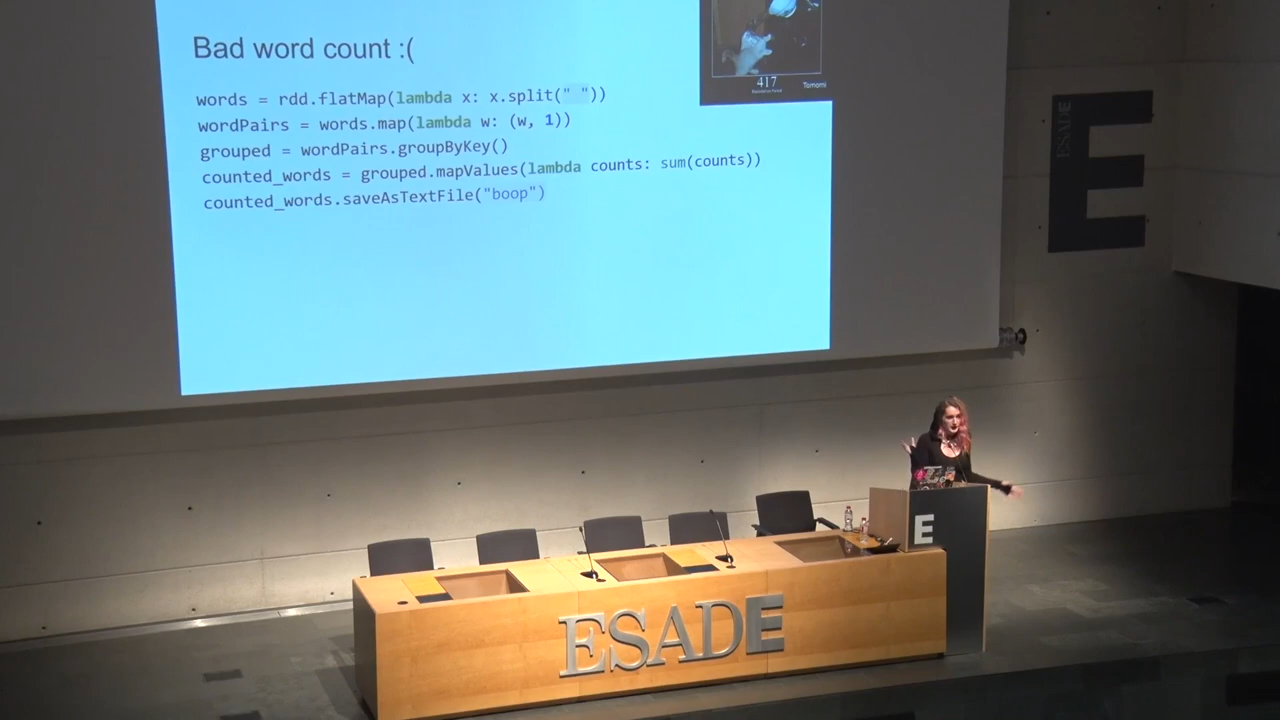 Bad word count :(
words = rdd.flatMap(lambda x: x.split(" "))
wordPairs = words.map(lambda w: (w, 1))
grouped = wordPairs.groupByKey()
counted_words = grouped.mapValues(lambda counts: sum(counts))
counted_words.saveAsTextFile("boop")
417
Tomomi
ESADE
E
E
ESADE